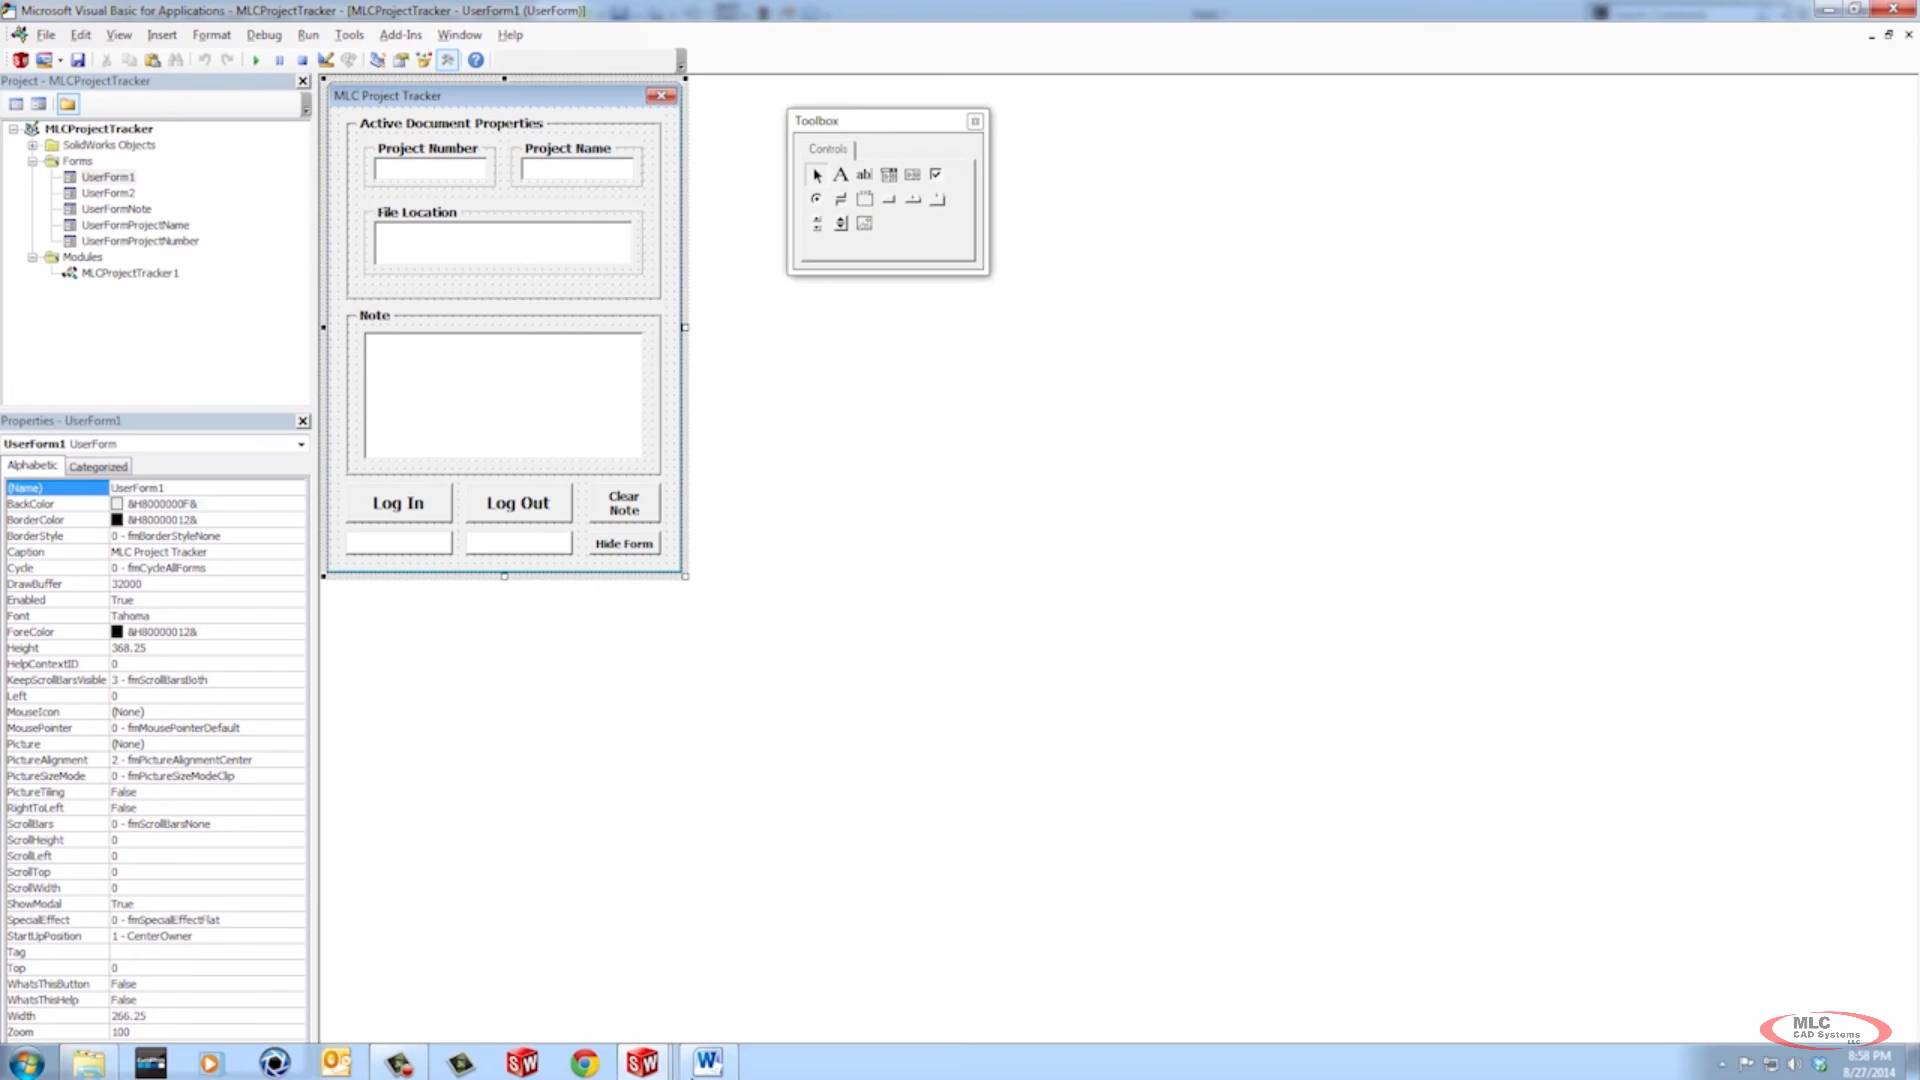 Microsoft Visual Basic for Applications - MLCProjectTracker - [MLCProjectTracker - UserForm1 (UserForm)]
File Edit View Insert Format Debug Run Tools Add-Ins Window Help
Project - MLCProjectTracker
MLCProjectTracker
SolidWorks Objects
Forms
UserForm1
UserForm2
UserFormNote
UserFormProjectName
UserFormProjectNumber
Modules
MLCProjectTracker1
Properties - UserForm1
UserForm1 UserForm
Alphabetic Categorized
(Name) UserForm1
BackColor &H8000000F&
BorderColor &H80000012&
BorderStyle 0 - fmBorderStyleNone
Caption MLC Project Tracker
Cycle 0 - fmCycleAllForms
DrawBuffer 32000
Enabled True
Font Tahoma
ForeColor &H80000012&
Height 368.25
HelpContextID 0
KeepScrollBarsVisible 3 - fmScrollBarsBoth
Left 0
MouseIcon (None)
MousePointer 0 - fmMousePointerDefault
Picture (None)
PictureAlignment 2 - fmPictureAlignmentCenter
PictureSizeMode 0 - fmPictureSizeModeClip
PictureTiling False
RightToLeft False
ScrollBars 0 - fmScrollBarsNone
ScrollHeight 0
ScrollLeft 0
ScrollTop 0
ScrollWidth 0
ShowModal True
SpecialEffect 0 - fmSpecialEffectFlat
StartUpPosition 1 - CenterOwner
Tag
Top 0
WhatsThisButton False
WhatsThisHelp False
Width 266.25
Zoom 100
MLC Project Tracker
Active Document Properties
Project Number Project Name
File Location
Note
Log In Log Out Clear
Note
Hide Form
Toolbox
Controls
A ab
MLC
CAD Systems
LLC
SW SW W
8:58 PM
8/27/2014